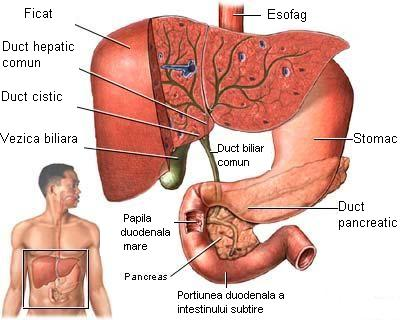 Ficat
Esofag
Duct hepatic
comun
Duct cistic
Vezica biliara
Duct biliar
comun
Stomac
Duct
pancreatic
Papila
duodenala
mare
Pancreas
Portiunea duodenala a
intestinului subtire